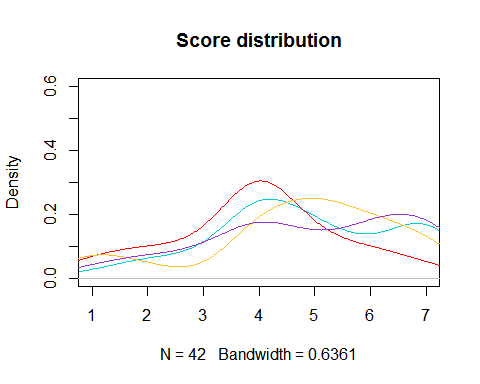 Score distribution
Density
0.6
0.4
0.2
0.0
1 2 3 4 5 6 7
N = 42 Bandwidth = 0.6361